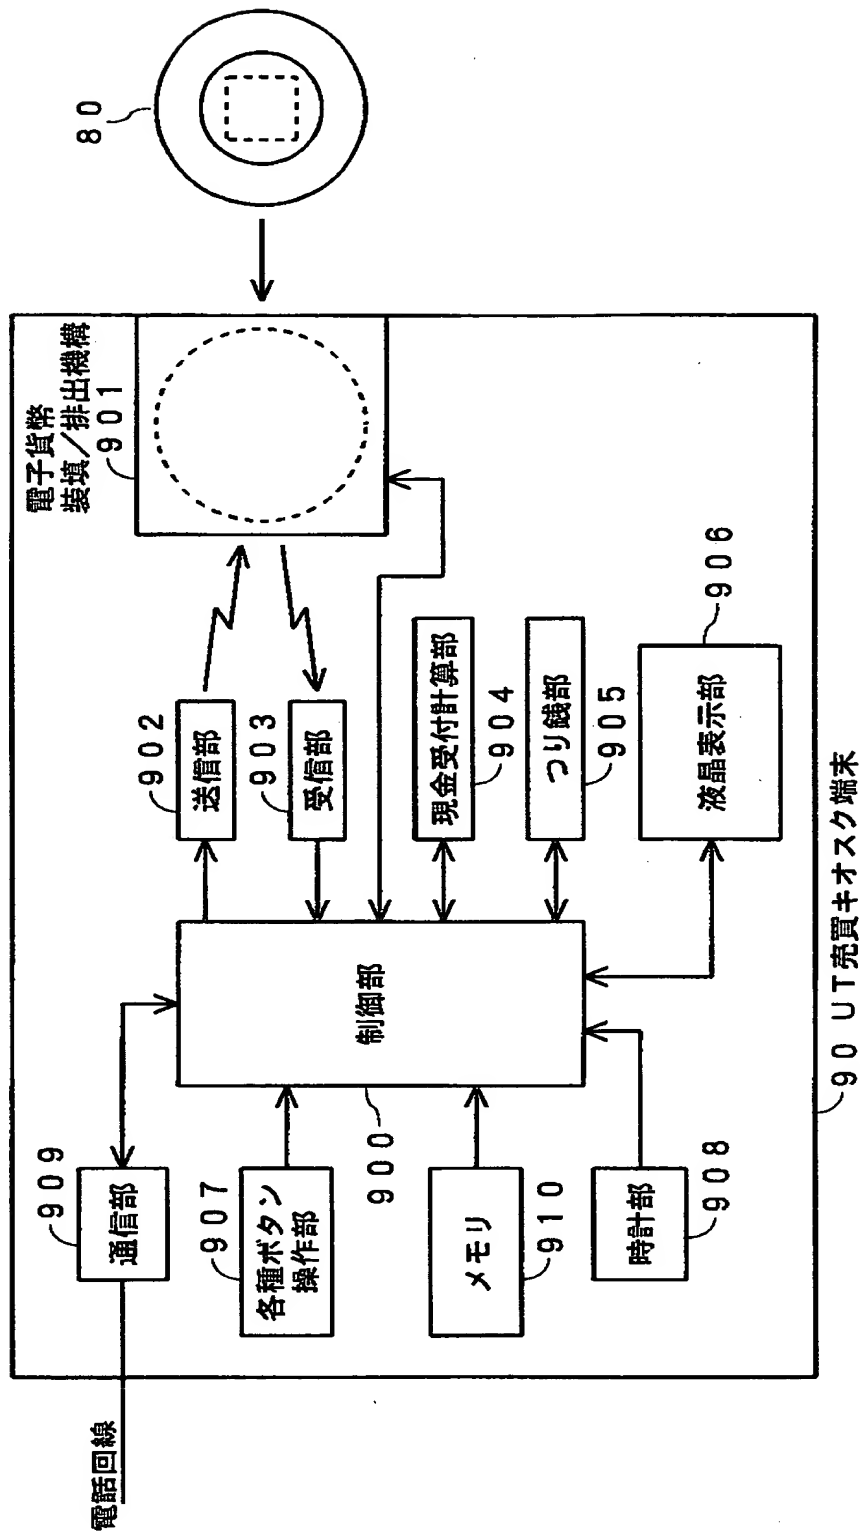 電話回線
909
通信部
907
各種ボタン
操作部
メモリ
910
時計部
908
900
制御部
902
送信部
903
受信部
現金受付計算部
904
つり銭部
905
液晶表示部
906
電子貨幣
装填／排出機構
901
80
90 UT売買キオスク端末